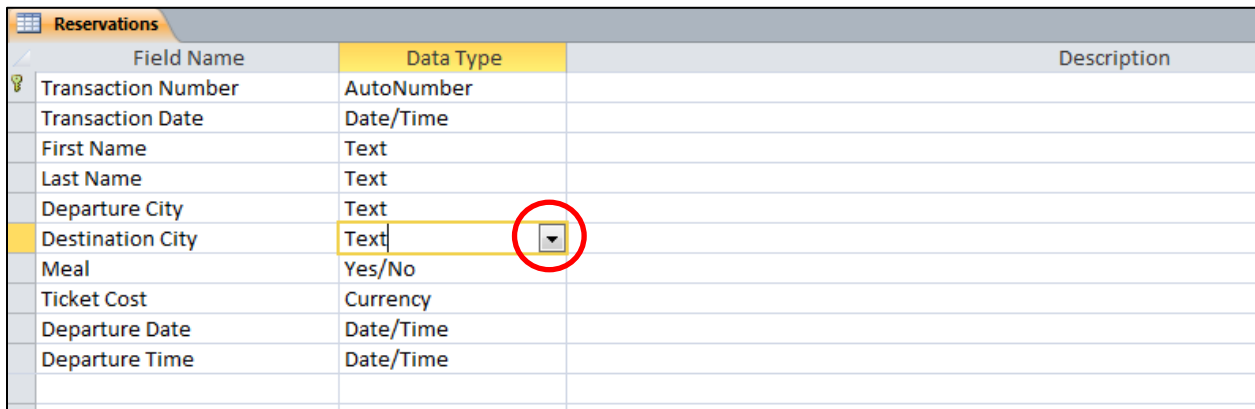 Reservations
Field Name Data Type Description
Transaction Number AutoNumber
Transaction Date Date/Time
First Name Text
Last Name Text
Departure City Text
Destination City Text
Meal Yes/No
Ticket Cost Currency
Departure Date Date/Time
Departure Time Date/Time